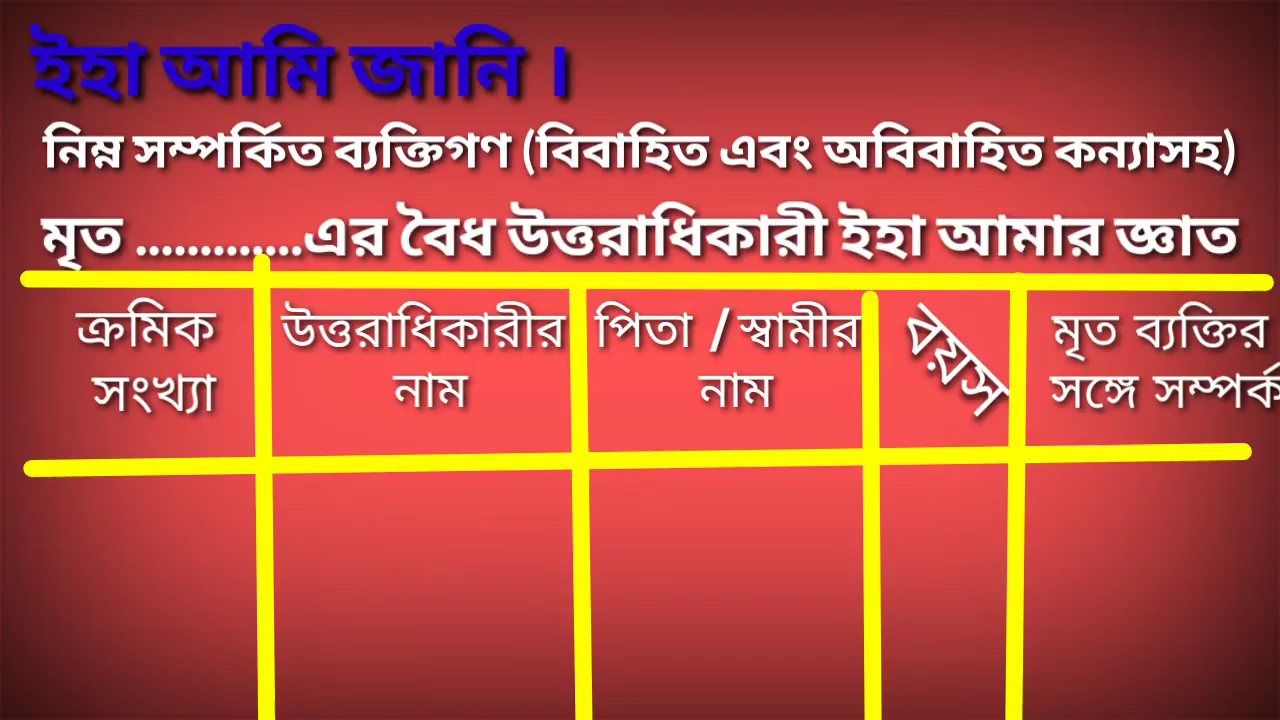 ইহা আমি জানি ।
নিম্ন সম্পর্কিত ব্যক্তিগণ (বিবাহিত এবং অবিবাহিত কন্যাসহ)
মৃত .............এর বৈধ উত্তরাধিকারী ইহা আমার জ্ঞাত
ক্রমিক
সংখ্যা
উত্তরাধিকারীর
নাম
পিতা / স্বামীর
নাম
বয়স
মৃত ব্যক্তির
সঙ্গে সম্পর্ক